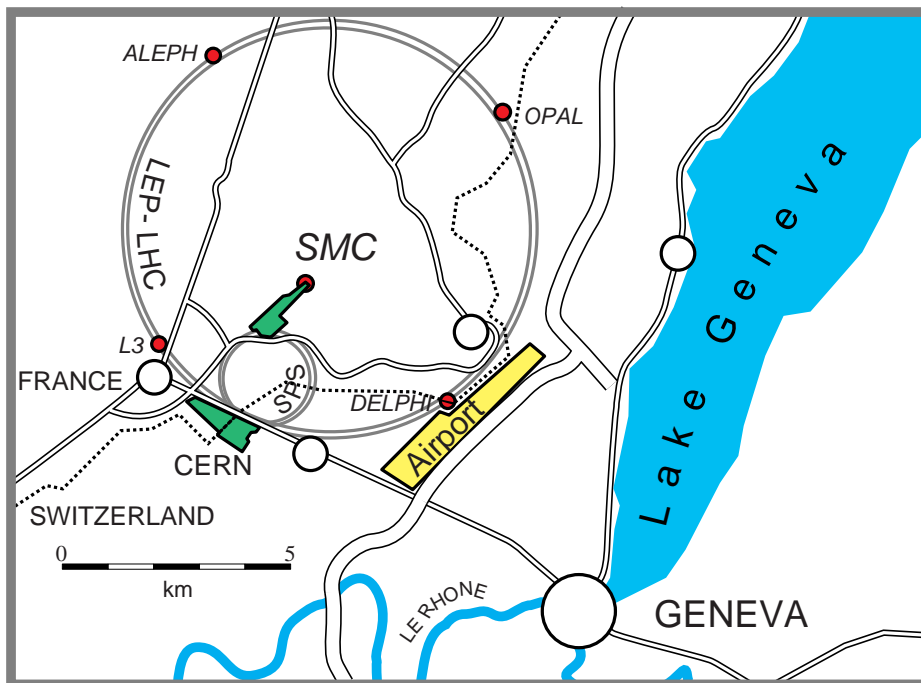 ALEPH
OPAL
LEP- LHC
SMC
Lake Geneva
L3
FRANCE
SPS
DELPHI
Airport
CERN
SWITZERLAND
0 5
km
LE RHONE
GENEVA